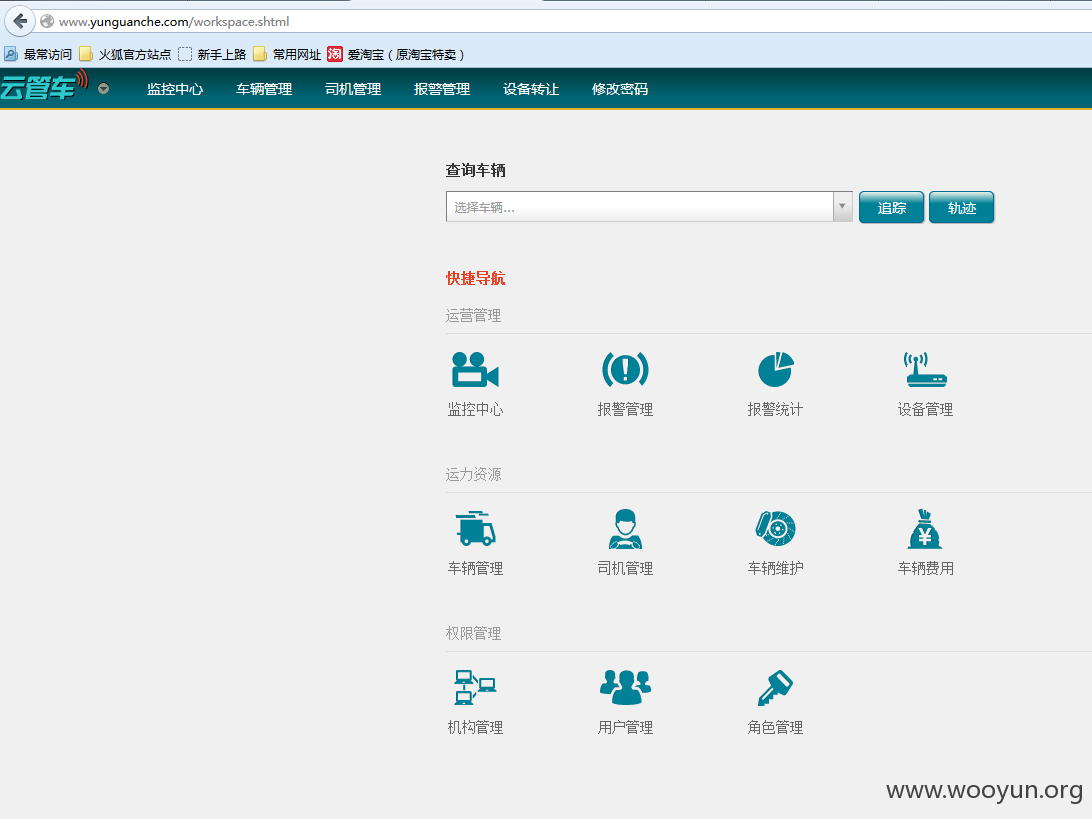 www.yunguanche.com/workspace.shtml
最常访问 火狐官方站点 新手上路 常用网址 淘 爱淘宝（原淘宝特卖）
云管车 监控中心 车辆管理 司机管理 报警管理 设备转让 修改密码
查询车辆
选择车辆... 追踪 轨迹
快捷导航
运营管理
监控中心 报警管理 报警统计 设备管理
运力资源
¥
车辆管理 司机管理 车辆维护 车辆费用
权限管理
机构管理 用户管理 角色管理
www.wooyun.org